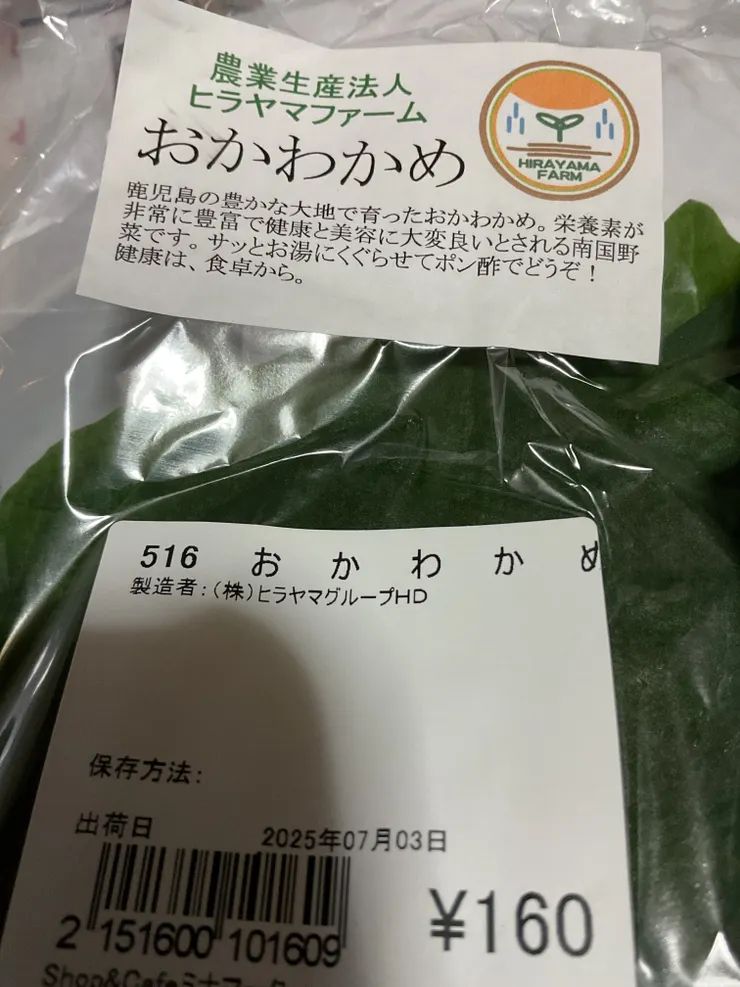 農業生産法人
ヒラヤマファーム
HIRAYAMA
FARM
おかわかめ
鹿児島の豊かな大地で育ったおかわかめ。栄養素が
非常に豊富で健康と美容に大変良いとされる南国野
菜です。サッとお湯にくぐらせてポン酢でどうぞ!
健康は、食卓から。
516 おかわかめ
製造者:(株)ヒラヤマグループHD
保存方法:
出荷日 2025年07月03日
¥160
2 151600 101609
Shop&Cafeミナ